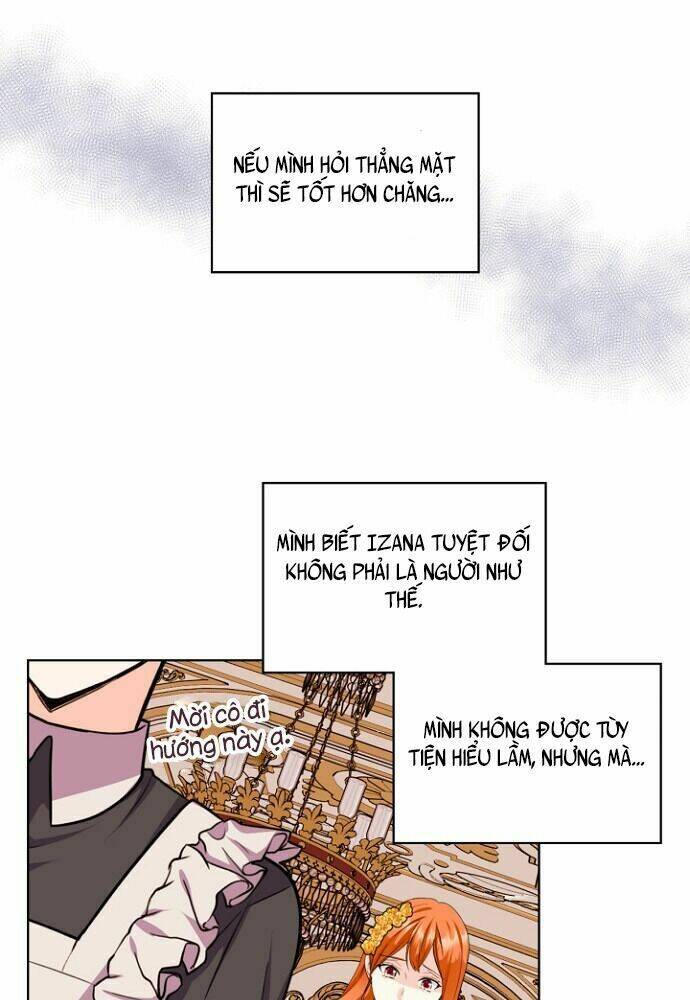 NẾU MÌNH HỎI THẲNG MẶT
THÌ SẼ TỐT HƠN CHĂNG...
MÌNH BIẾT IZANA TUYỆT ĐỐI
KHÔNG PHẢI LÀ NGƯỜI NHƯ
THẾ.
Mời cô đi
hướng này ạ.
MÌNH KHÔNG ĐƯỢC TÙY
TIỆN HIỂU LẦM, NHƯNG MÀ...